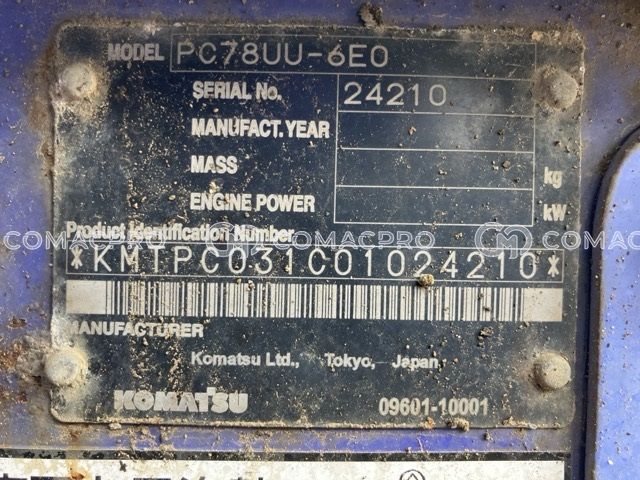 MODEL PC78UU-6E0
SERIAL No. 24210
MANUFACT. YEAR
MASS kg
ENGINE POWER kW
Product Identification Number
COMACPRO COMACPRO COMACPRO
*KMTPC031C01024210*
MANUFACTURER
Komatsu Ltd., Tokyo, Japan
KOMATSU 09601-10001